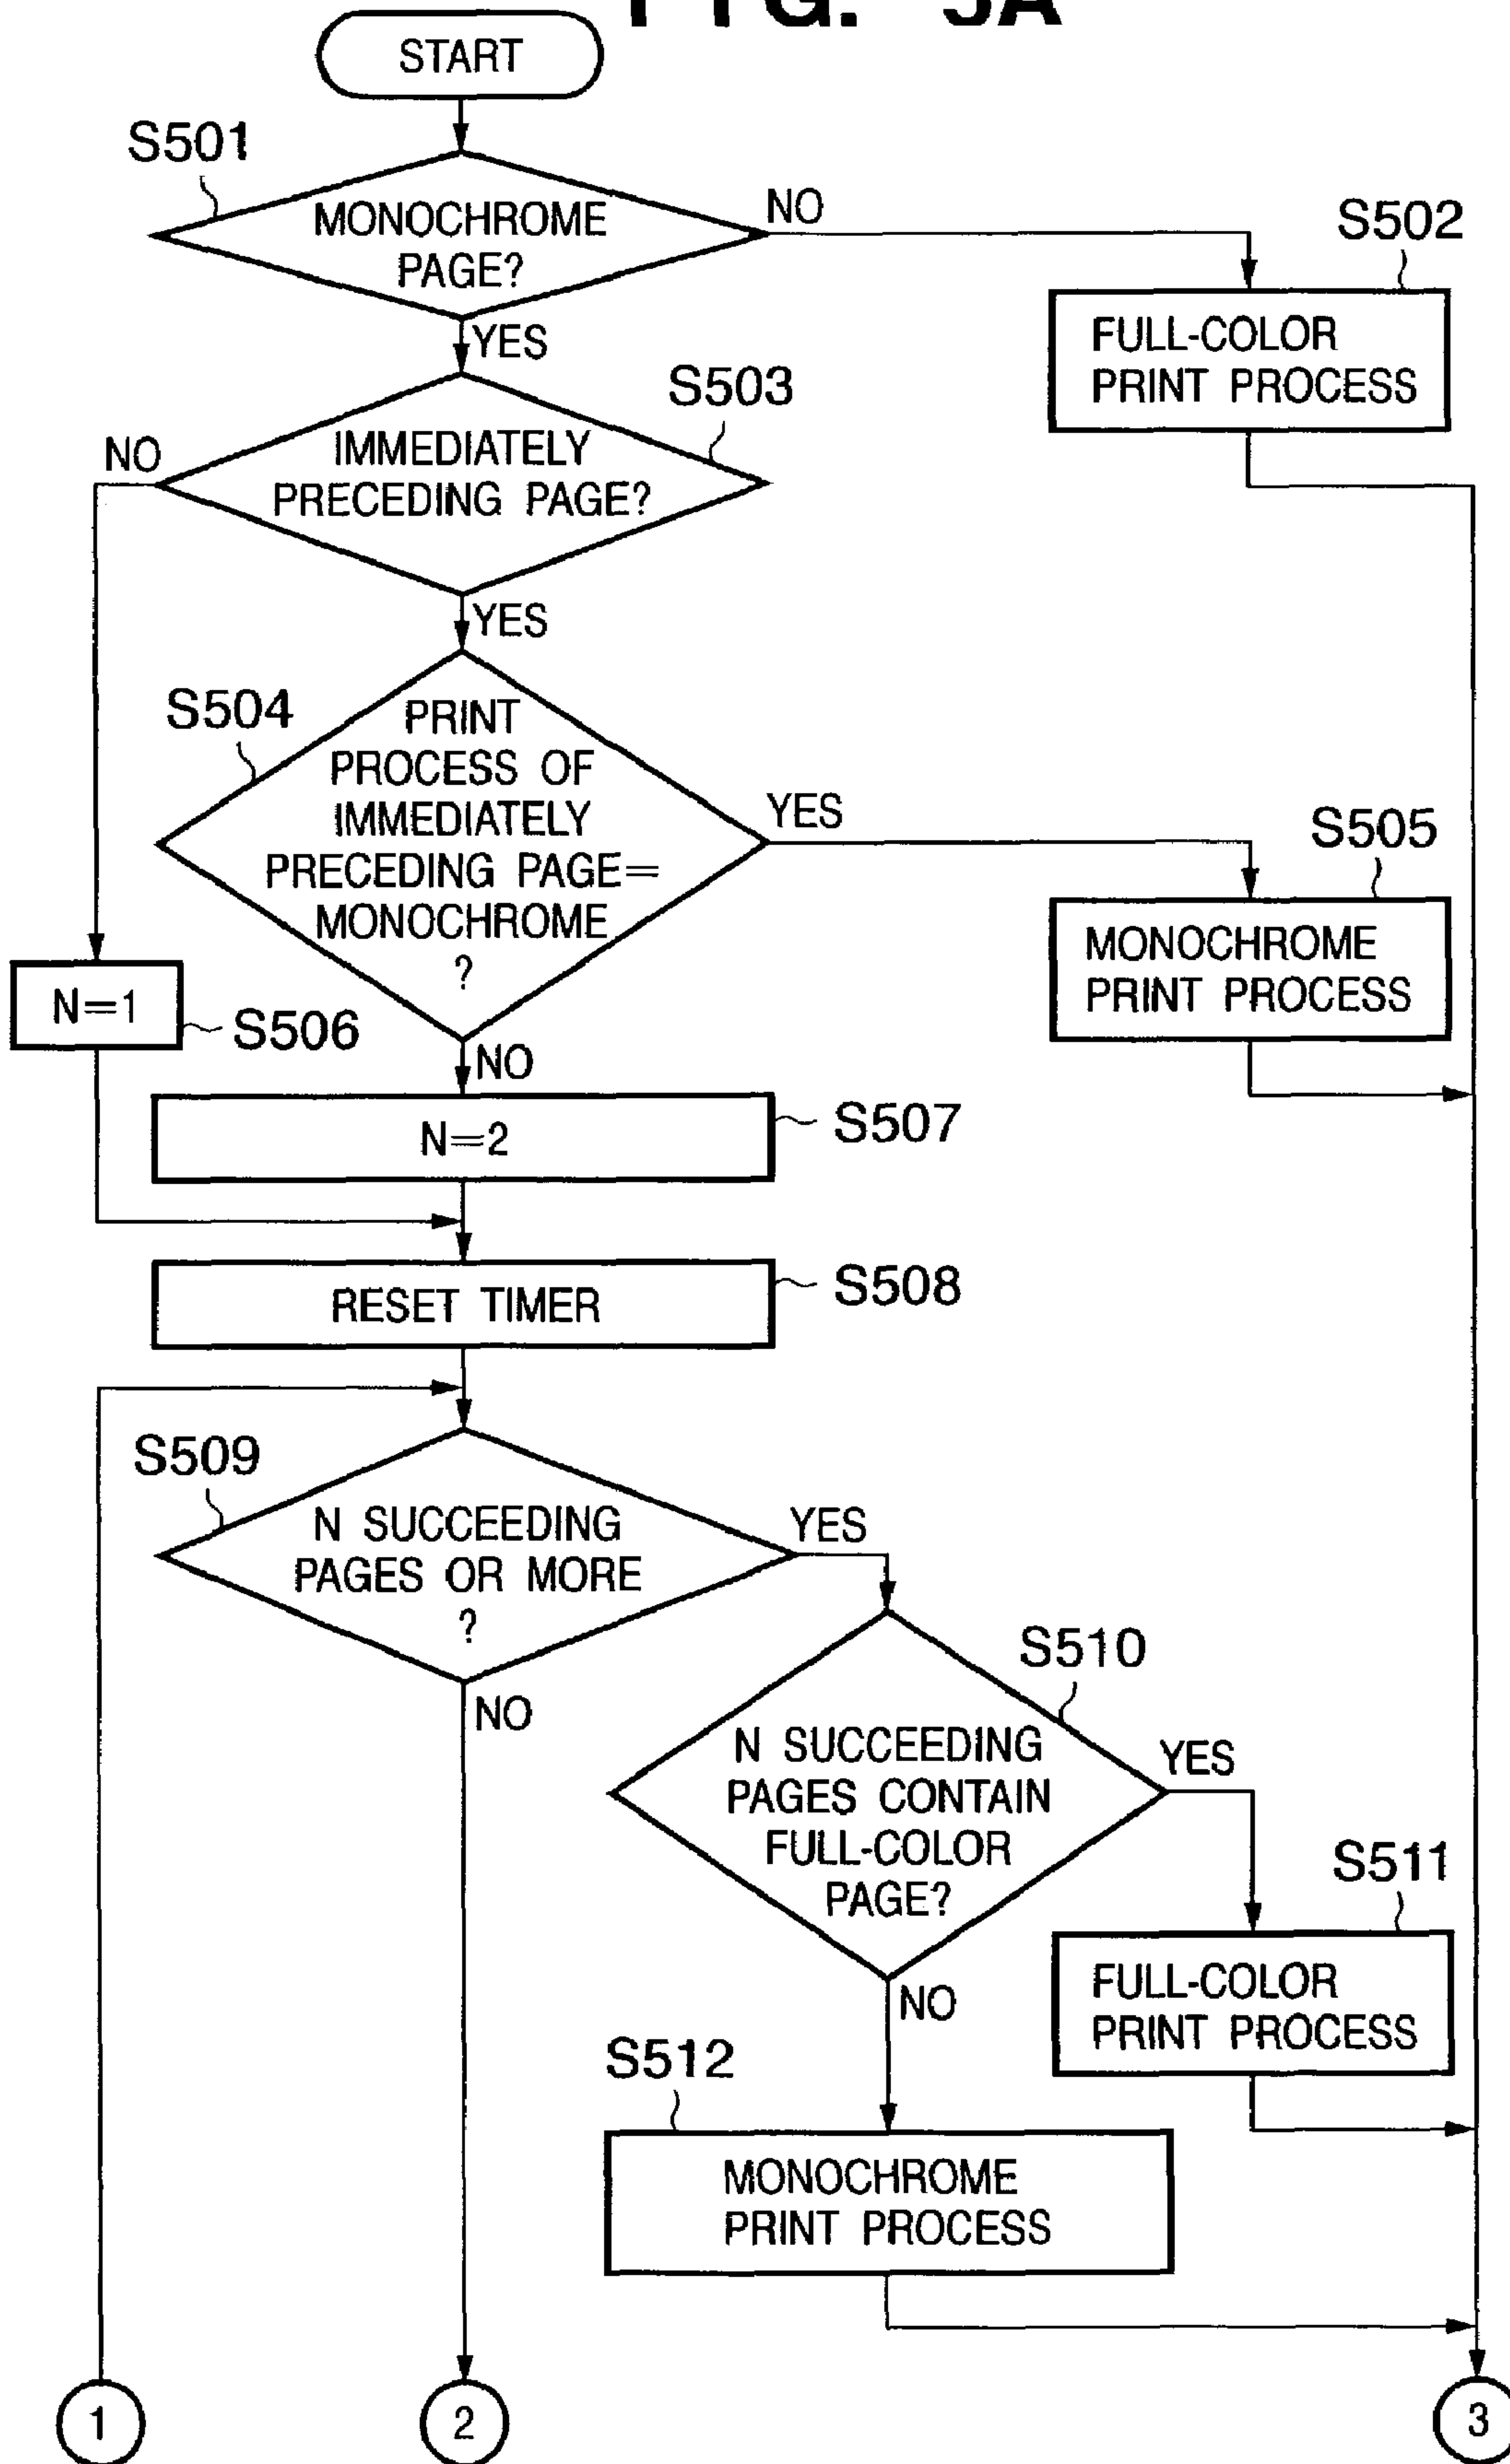 FIG. 5A
START
S501
MONOCHROME
PAGE?
NO
S502
FULL-COLOR
PRINT PROCESS
YES
S503
IMMEDIATELY
PRECEDING PAGE?
NO
YES
S504
PRINT
PROCESS OF
IMMEDIATELY
PRECEDING PAGE=
MONOCHROME
?
YES
S505
MONOCHROME
PRINT PROCESS
N=1
S506
NO
N=2
S507
RESET TIMER
S508
S509
N SUCCEEDING
PAGES OR MORE
?
YES
NO
S510
N SUCCEEDING
PAGES CONTAIN
FULL-COLOR
PAGE?
YES
S511
FULL-COLOR
PRINT PROCESS
NO
S512
MONOCHROME
PRINT PROCESS
1
2
3